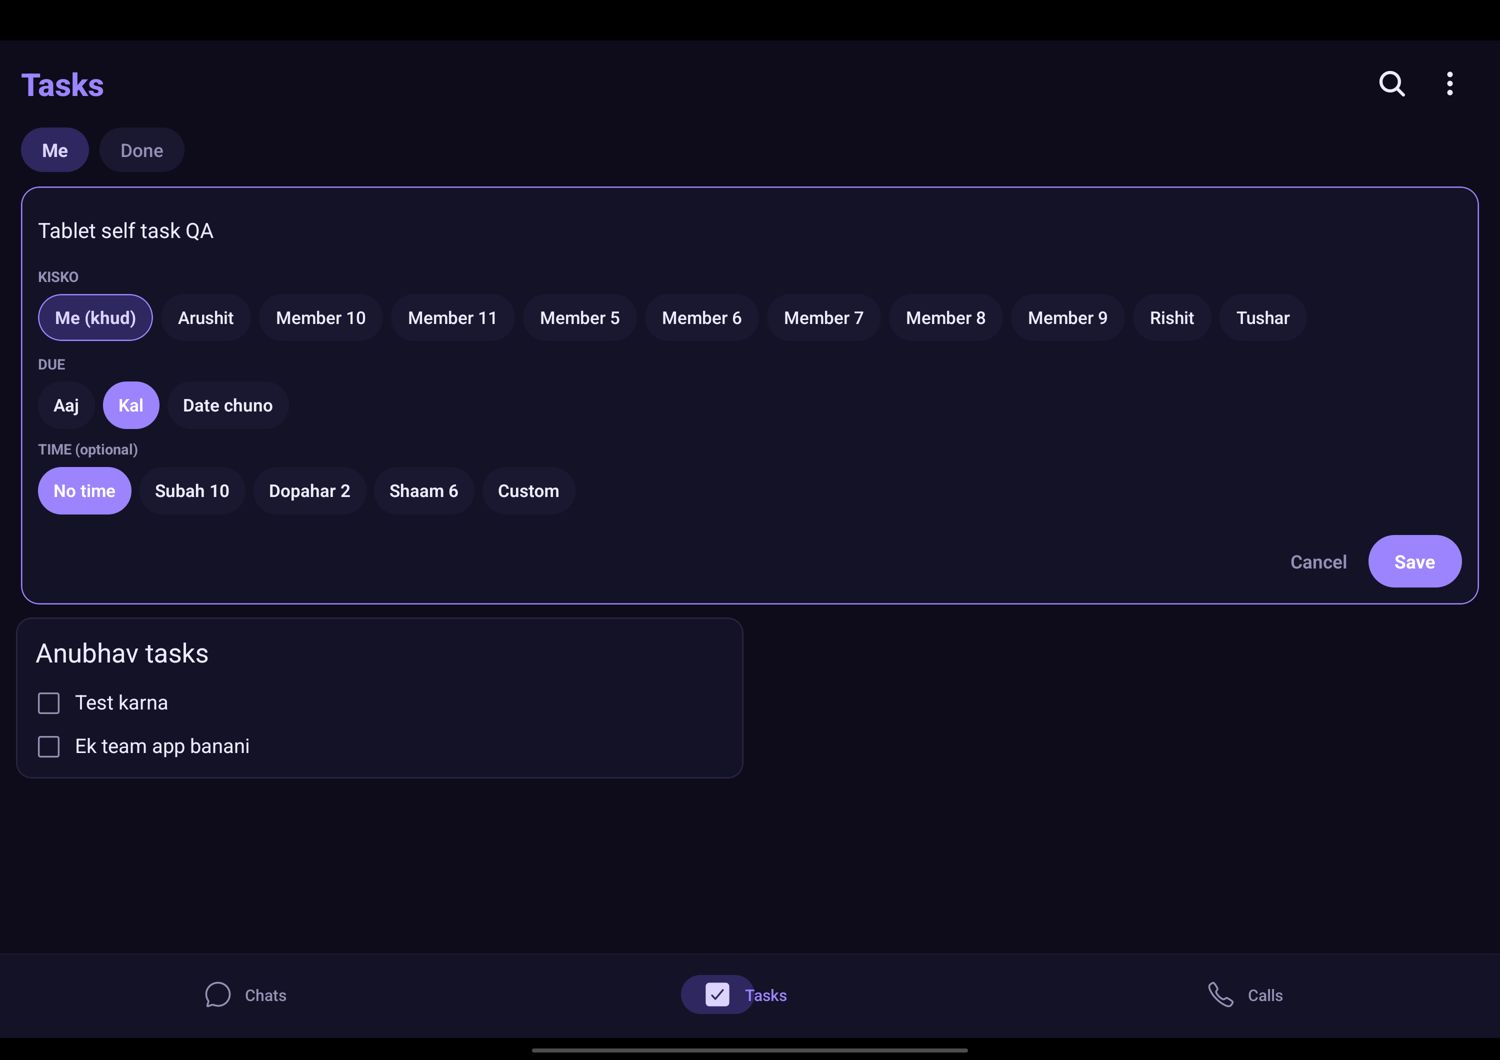 Tasks
Me Done
Tablet self task QA
KISKO
Me (khud) Arushit Member 10 Member 11 Member 5 Member 6 Member 7 Member 8 Member 9 Rishit Tushar
DUE
Aaj Kal Date chuno
TIME (optional)
No time Subah 10 Dopahar 2 Shaam 6 Custom
Cancel Save
Anubhav tasks
Test karna
Ek team app banani
Chats Tasks Calls